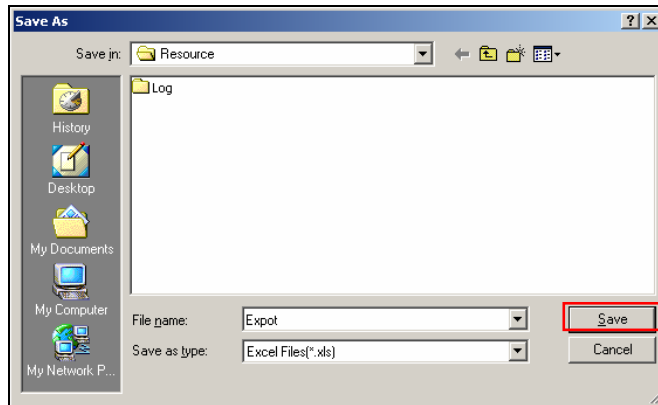 Save As
Save in: Resource
Log
History
Desktop
My Documents
My Computer
My Network P...
File name: Expot Save
Save as type: Excel Files(*.xls) Cancel